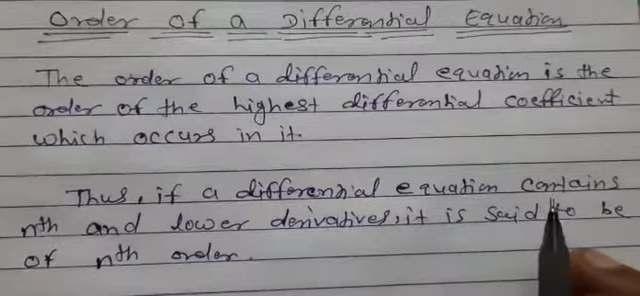 Order of a Differential Equation
The order of a differential equation is the
order of the highest differential coefficient
which occurs in it.
Thus, if a differential equation contains
nth and lower derivatives, it is said to be
of nth order.